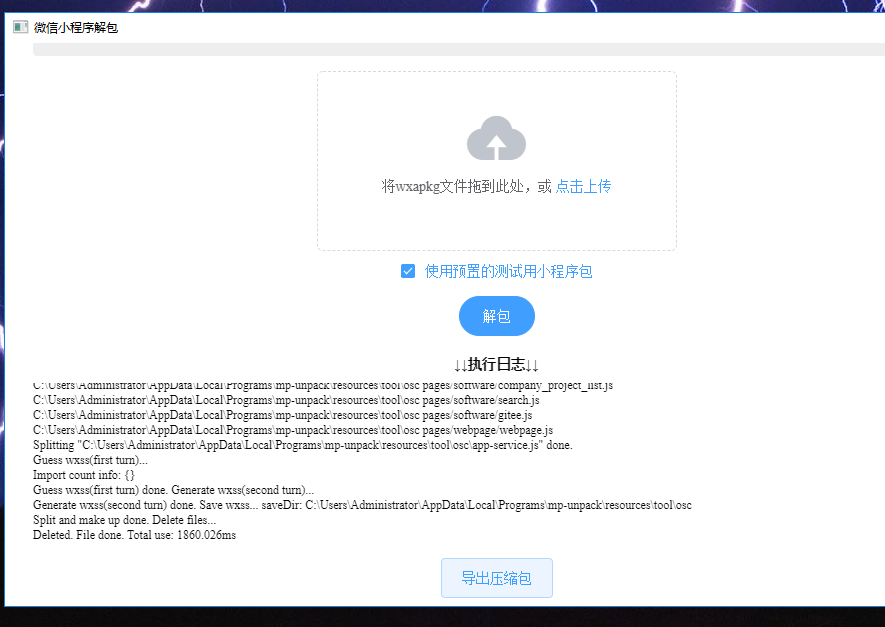 微信小程序解包
将wxapkg文件拖到此处，或 点击上传
使用预置的测试用小程序包
解包
↓↓执行日志↓↓
C:\Users\Administrator\AppData\Local\Programs\mp-unpack\resources\tool\osc pages/software/company_project_list.js
C:\Users\Administrator\AppData\Local\Programs\mp-unpack\resources\tool\osc pages/software/search.js
C:\Users\Administrator\AppData\Local\Programs\mp-unpack\resources\tool\osc pages/software/gitee.js
C:\Users\Administrator\AppData\Local\Programs\mp-unpack\resources\tool\osc pages/webpage/webpage.js
Splitting "C:\Users\Administrator\AppData\Local\Programs\mp-unpack\resources\tool\osc\app-service.js" done.
Guess wxss(first turn)...
Import count info: {}
Guess wxss(first turn) done. Generate wxss(second turn)...
Generate wxss(second turn) done. Save wxss... saveDir: C:\Users\Administrator\AppData\Local\Programs\mp-unpack\resources\tool\osc
Split and make up done. Delete files...
Deleted. File done. Total use: 1860.026ms
导出压缩包